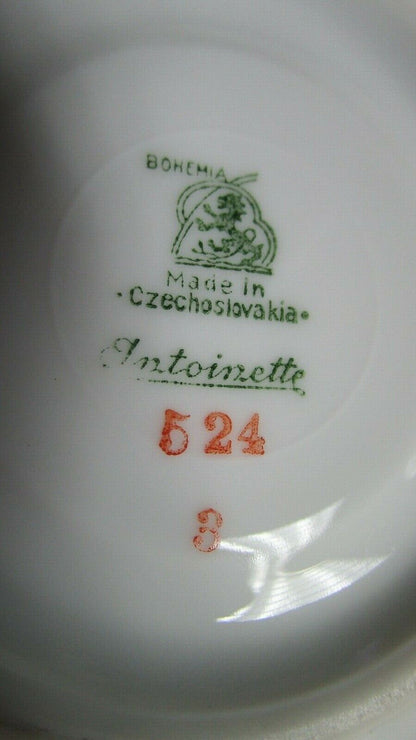 BOHEMIA
Made in
·Czechoslovakia·
Antoinette
524
3